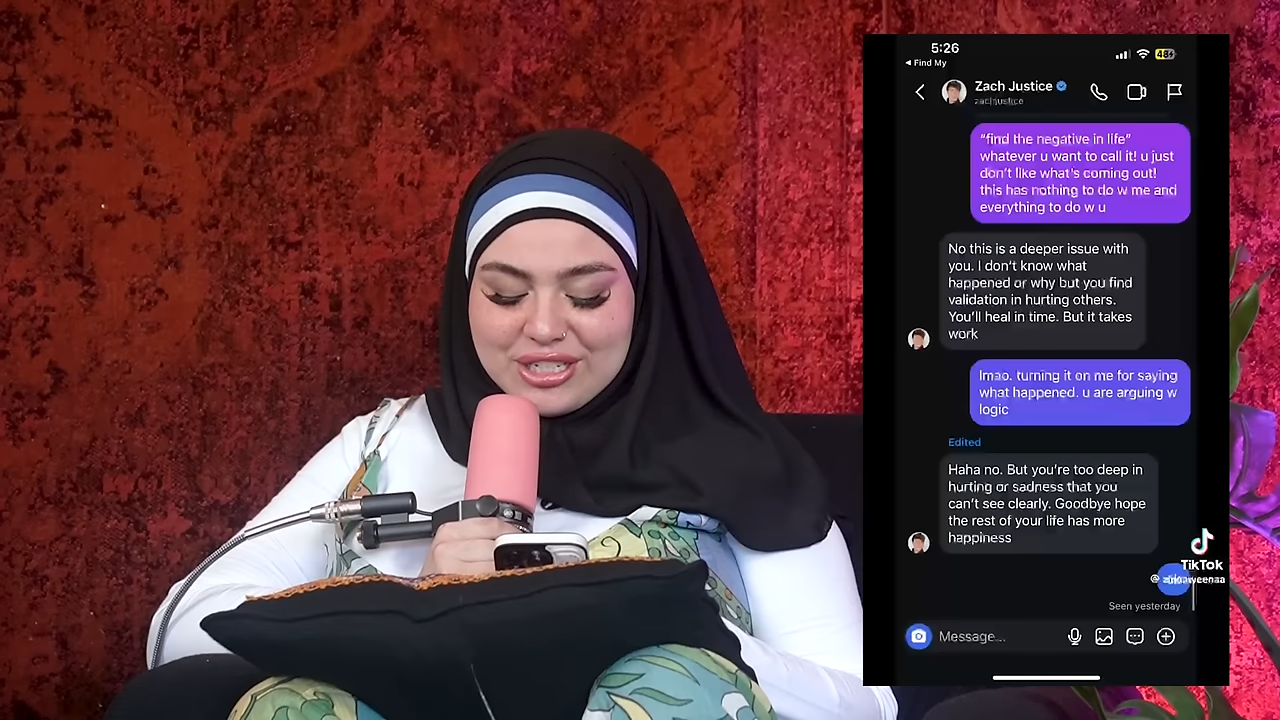 5:26
48
Find My
Zach Justice
zachjustice
“find the negative in life”
whatever u want to call it! u just
don’t like what’s coming out!
this has nothing to do w me and
everything to do w u
No this is a deeper issue with
you. I don’t know what
happened or why but you find
validation in hurting others.
You’ll heal in time. But it takes
work
lmao. turning it on me for saying
what happened. u are arguing w
logic
Edited
Haha no. But you’re too deep in
hurting or sadness that you
can’t see clearly. Goodbye hope
the rest of your life has more
happiness
TikTok
Seen yesterday
Message...